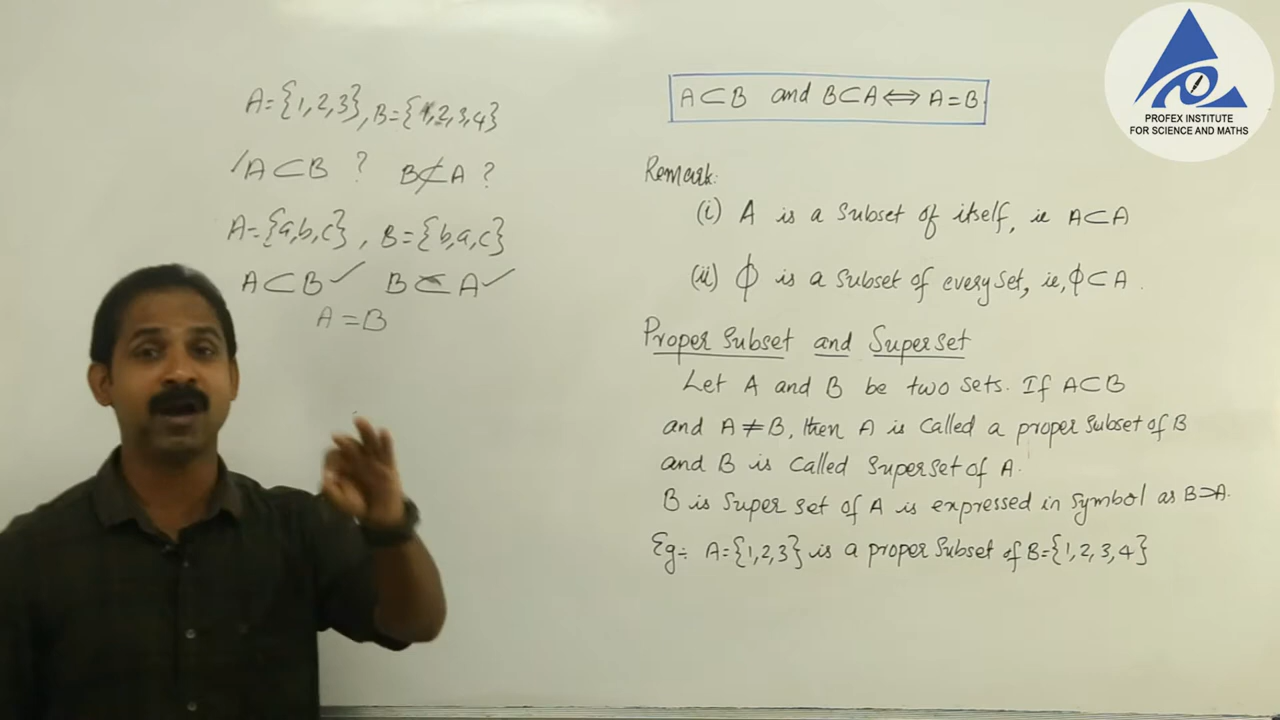 A={1,2,3}, B={1,2,3,4}
A⊂B ? B⊄A ?
A={a,b,c}, B={b,a,c}
A⊂B ✓ B⊂A ✓
A=B
A⊂B and B⊂A ⟺ A=B.
Remark:
(i) A is a subset of itself, ie A⊂A
(ii) ϕ is a subset of every set, ie, ϕ⊂A.
Proper Subset and Superset
Let A and B be two sets. If A⊂B
and A≠B, then A is called a proper subset of B
and B is called superset of A.
B is super set of A is expressed in symbol as B⊃A.
Eg:- A={1,2,3} is a proper subset of B={1,2,3,4}
PROFEX INSTITUTE
FOR SCIENCE AND MATHS